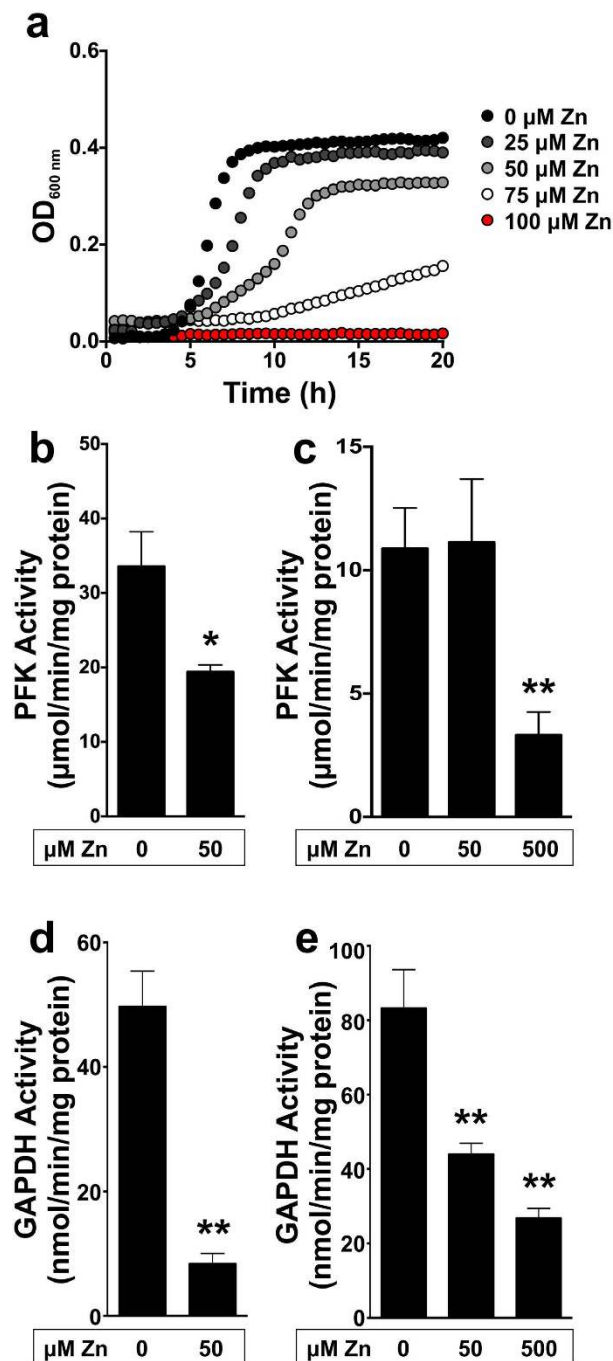 a
0.6
0.4
0.2
0.0
OD600 nm
0 5 10 15 20
Time (h)
0 µM Zn
25 µM Zn
50 µM Zn
75 µM Zn
100 µM Zn
b
PFK Activity
(µmol/min/mg protein)
50
40
30
20
10
0
*
µM Zn 0 50
c
PFK Activity
(µmol/min/mg protein)
15
10
5
0
**
µM Zn 0 50 500
d
GAPDH Activity
(nmol/min/mg protein)
60
40
20
0
**
µM Zn 0 50
e
GAPDH Activity
(nmol/min/mg protein)
100
80
60
40
20
0
**
**
µM Zn 0 50 500